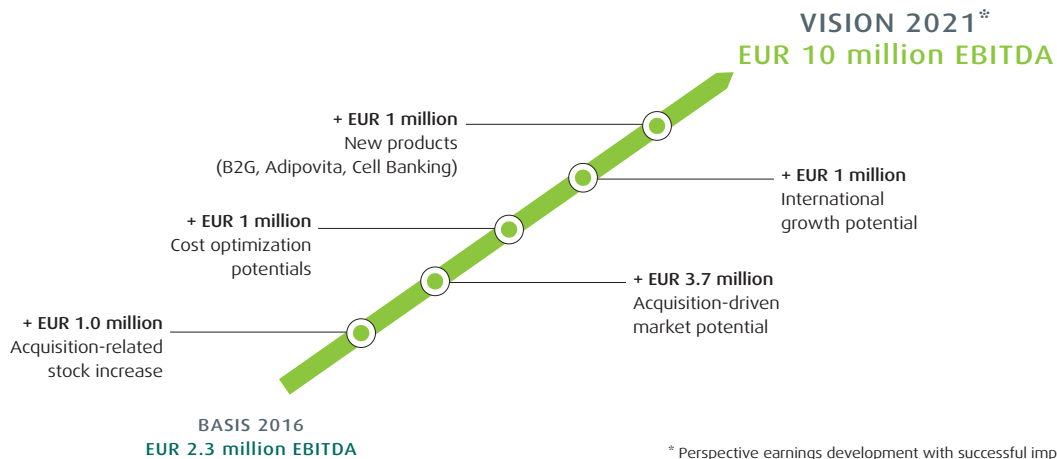 VISION 2021*
EUR 10 million EBITDA
+ EUR 1 million
New products
(B2G, Adipovita, Cell Banking)
+ EUR 1 million
International
growth potential
+ EUR 1 million
Cost optimization
potentials
+ EUR 3.7 million
Acquisition-driven
market potential
+ EUR 1.0 million
Acquisition-related
stock increase
BASIS 2016
EUR 2.3 million EBITDA
* Perspective earnings development with successful